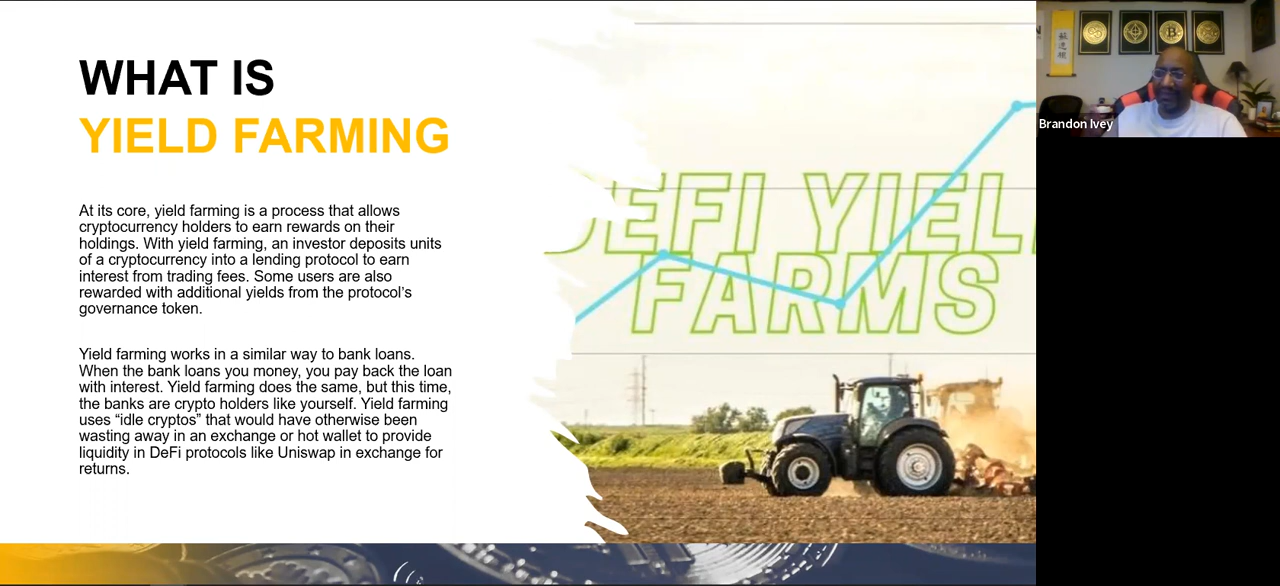 WHAT IS
YIELD FARMING
At its core, yield farming is a process that allows
cryptocurrency holders to earn rewards on their
holdings. With yield farming, an investor deposits units
of a cryptocurrency into a lending protocol to earn
interest from trading fees. Some users are also
rewarded with additional yields from the protocol’s
governance token.
Yield farming works in a similar way to bank loans.
When the bank loans you money, you pay back the loan
with interest. Yield farming does the same, but this time,
the banks are crypto holders like yourself. Yield farming
uses “idle cryptos” that would have otherwise been
wasting away in an exchange or hot wallet to provide
liquidity in DeFi protocols like Uniswap in exchange for
returns.
DEFI YIEL
FARMS
Brandon Ivey